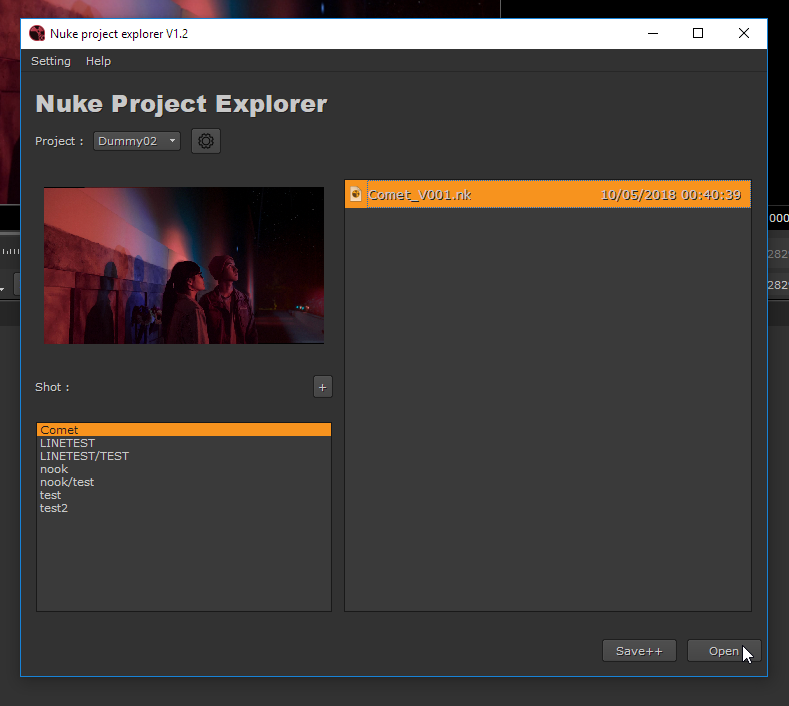 Nuke project explorer V1.2
Setting Help
Nuke Project Explorer
Project : Dummy02
Comet_V001.nk 10/05/2018 00:40:39
000
282
282
Shot : +
Comet
LINETEST
LINETEST/TEST
nook
nook/test
test
test2
Save++ Open